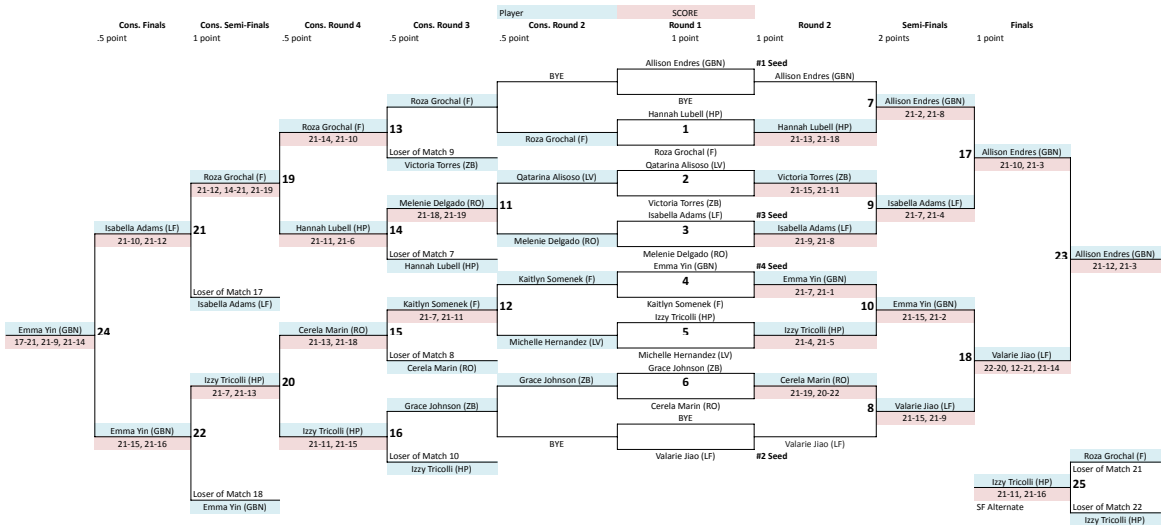 Player SCORE
Cons. Finals Cons. Semi-Finals Cons. Round 4 Cons. Round 3 Cons. Round 2 Round 1 Round 2 Semi-Finals Finals
.5 point 1 point .5 point .5 point .5 point 1 point 1 point 2 points 1 point
Allison Endres (GBN) #1 Seed
BYE Allison Endres (GBN)
Roza Grochal (F) BYE 7 Allison Endres (GBN)
Hannah Lubell (HP) 21-2, 21-8
Roza Grochal (F) 13 1 Hannah Lubell (HP)
21-14, 21-10 Roza Grochal (F) 21-13, 21-18
Loser of Match 9 Roza Grochal (F) 17 Allison Endres (GBN)
Victoria Torres (ZB) Qatarina Alisoso (LV) 21-10, 21-3
Roza Grochal (F) 19 Qatarina Alisoso (LV) 2 Victoria Torres (ZB)
21-12, 14-21, 21-19 21-15, 21-11
Melenie Delgado (RO) 11 Victoria Torres (ZB) 9 Isabella Adams (LF)
21-18, 21-19 Isabella Adams (LF) #3 Seed 21-7, 21-4
Isabella Adams (LF) 21 Hannah Lubell (HP) 14 3 Isabella Adams (LF)
21-10, 21-12 21-11, 21-6 Melenie Delgado (RO) 21-9, 21-8
Loser of Match 7 Melenie Delgado (RO) 23 Allison Endres (GBN)
Hannah Lubell (HP) Emma Yin (GBN) #4 Seed 21-12, 21-3
Kaitlyn Somenek (F) 4 Emma Yin (GBN)
Loser of Match 17 21-7, 21-1
Isabella Adams (LF) Kaitlyn Somenek (F) 12 Kaitlyn Somenek (F) 10 Emma Yin (GBN)
21-7, 21-11 Izzy Tricolli (HP) 21-15, 21-2
Emma Yin (GBN) 24 Cerela Marin (RO) 15 5 Izzy Tricolli (HP)
17-21, 21-9, 21-14 21-13, 21-18 Michelle Hernandez (LV) 21-4, 21-5
Loser of Match 8 Michelle Hernandez (LV) 18 Valarie Jiao (LF)
Cerela Marin (RO) Grace Johnson (ZB) 22-20, 12-21, 21-14
Izzy Tricolli (HP) 20 Grace Johnson (ZB) 6 Cerela Marin (RO)
21-7, 21-13 21-19, 20-22
Grace Johnson (ZB) Cerela Marin (RO) 8 Valarie Jiao (LF)
BYE 21-15, 21-9
Emma Yin (GBN) 22 Izzy Tricolli (HP) 16
21-15, 21-16 21-11, 21-15 BYE Valarie Jiao (LF)
Loser of Match 10 Valarie Jiao (LF) #2 Seed Roza Grochal (F)
Izzy Tricolli (HP) Loser of Match 21
Izzy Tricolli (HP) 25
Loser of Match 18 21-11, 21-16
Emma Yin (GBN) SF Alternate Loser of Match 22
Izzy Tricolli (HP)